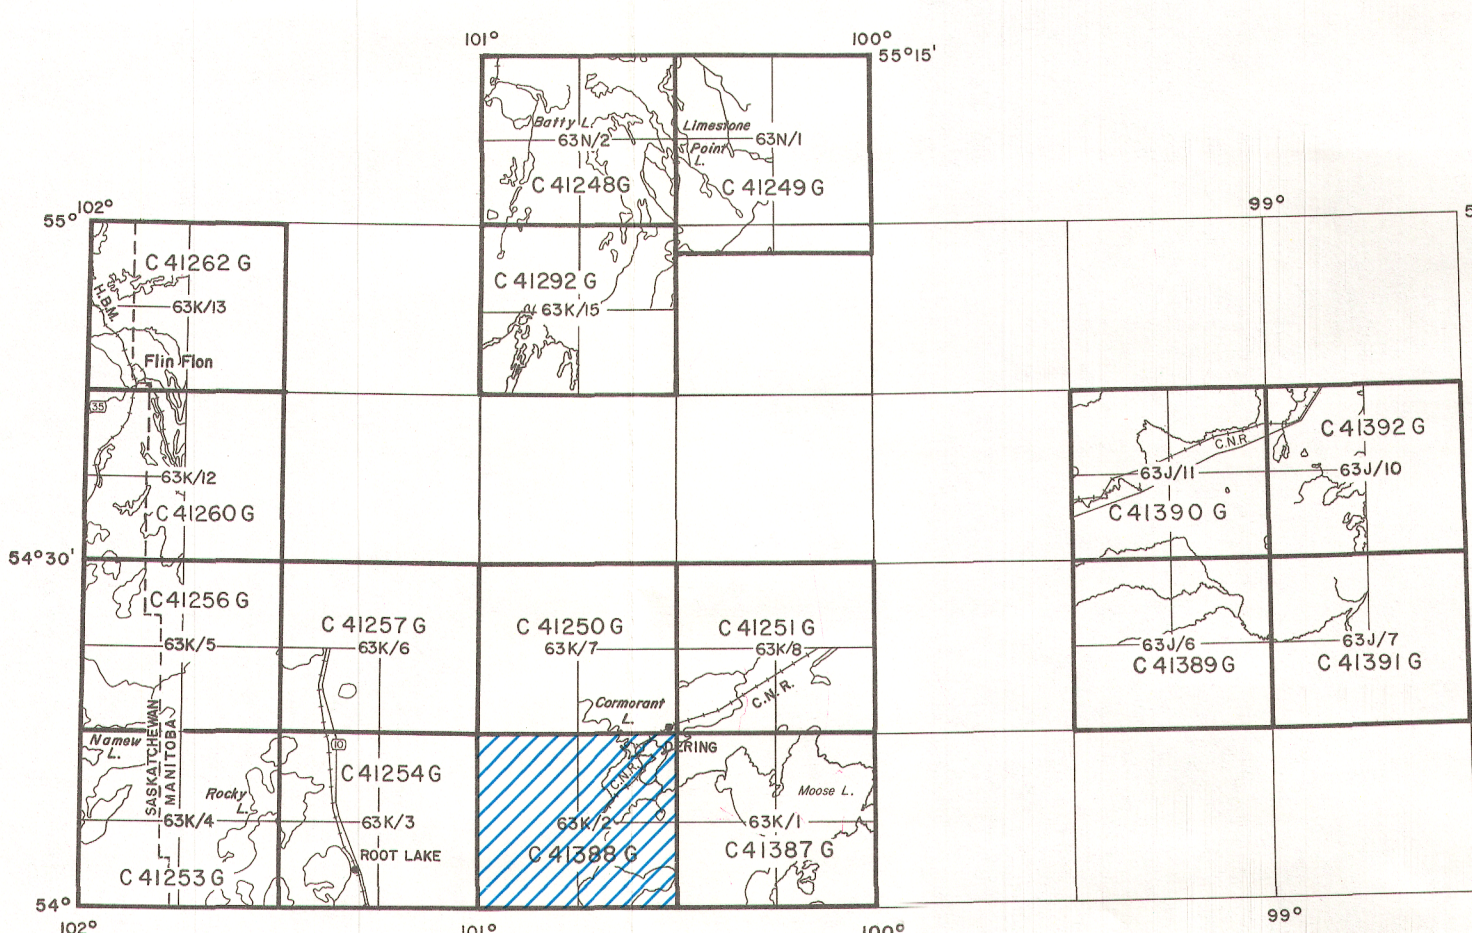 101°
100°
55°15'
Batty L.
63N/2
C 41248G
Limestone
Point
L.
63N/1
C 41249 G
102°
55°
99°
5
C 41262 G
H.B.M.
63K/13
Flin Flon
C 41292 G
63K/15
35
63K/12
C 41260 G
C.N.R.
C 41392 G
63J/11
63J/10
C 41390 G
54°30'
C 41256 G
63K/5
C 41257 G
63K/6
C 41250 G
63K/7
C 41251 G
63K/8
C.N.R.
Cormorant
L.
63J/6
C 41389 G
63J/7
C 41391 G
SASKATCHEWAN
MANITOBA
Namew
L.
10
C 41254 G
Rocky
L.
63K/4
63K/3
ROOT LAKE
C 41253 G
DERING
C.N.R.
63K/2
C 41388 G
Moose L.
63K/1
C 41387 G
54°
102°
101°
100°
99°